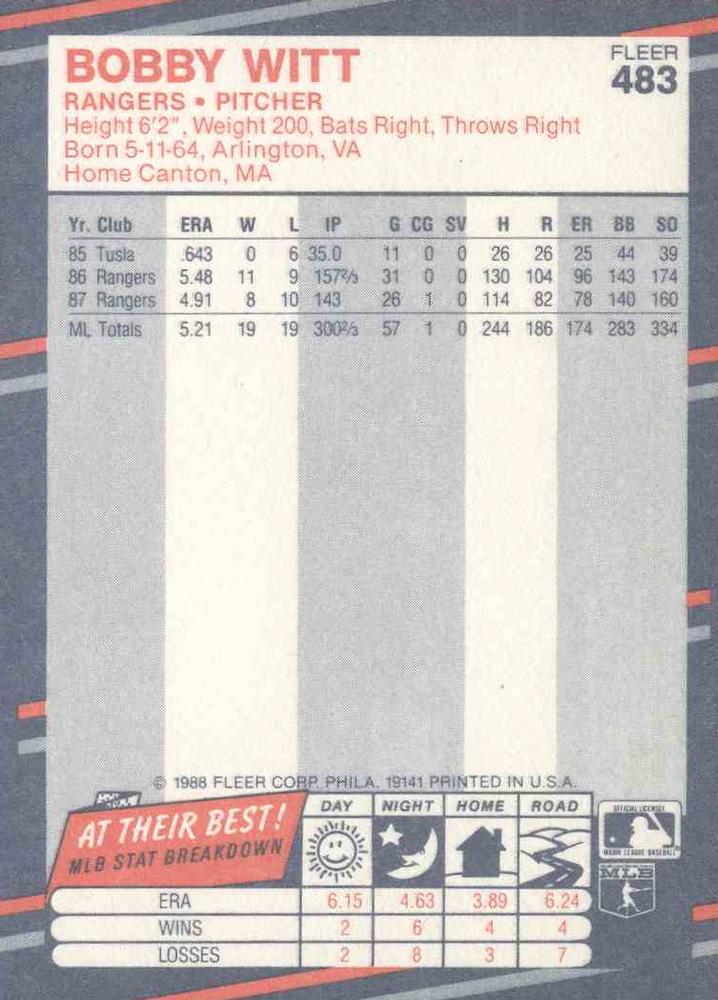 BOBBY WITT
FLEER
483
RANGERS • PITCHER
Height 6'2", Weight 200, Bats Right, Throws Right
Born 5-11-64, Arlington, VA
Home Canton, MA
Yr. Club ERA W L IP G CG SV H R ER BB SO
85 Tusla .643 0 6 35.0 11 0 0 26 26 25 44 39
86 Rangers 5.48 11 9 157⅔ 31 0 0 130 104 96 143 174
87 Rangers 4.91 8 10 143 26 1 0 114 82 78 140 160
ML Totals 5.21 19 19 300⅔ 57 1 0 244 186 174 283 334
© 1988 FLEER CORP. PHILA. 19141 PRINTED IN U.S.A.
AT THEIR BEST!
MLB STAT BREAKDOWN
DAY NIGHT HOME ROAD
OFFICIAL LICENSEE
MAJOR LEAGUE BASEBALL
MLB
ERA 6.15 4.63 3.89 6.24
WINS 2 6 4 4
LOSSES 2 8 3 7